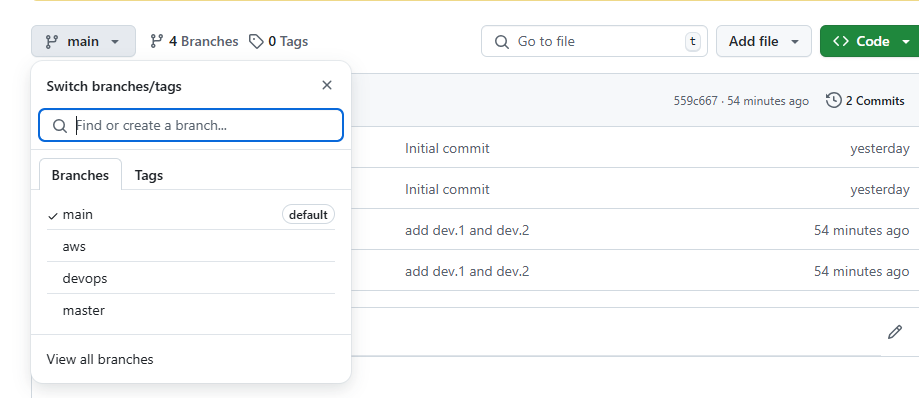 main 4 Branches 0 Tags Go to file t Add file Code
Switch branches/tags
559c667 · 54 minutes ago 2 Commits
Find or create a branch...
Initial commit yesterday
Branches Tags
Initial commit yesterday
main default
add dev.1 and dev.2 54 minutes ago
aws
add dev.1 and dev.2 54 minutes ago
devops
master
View all branches